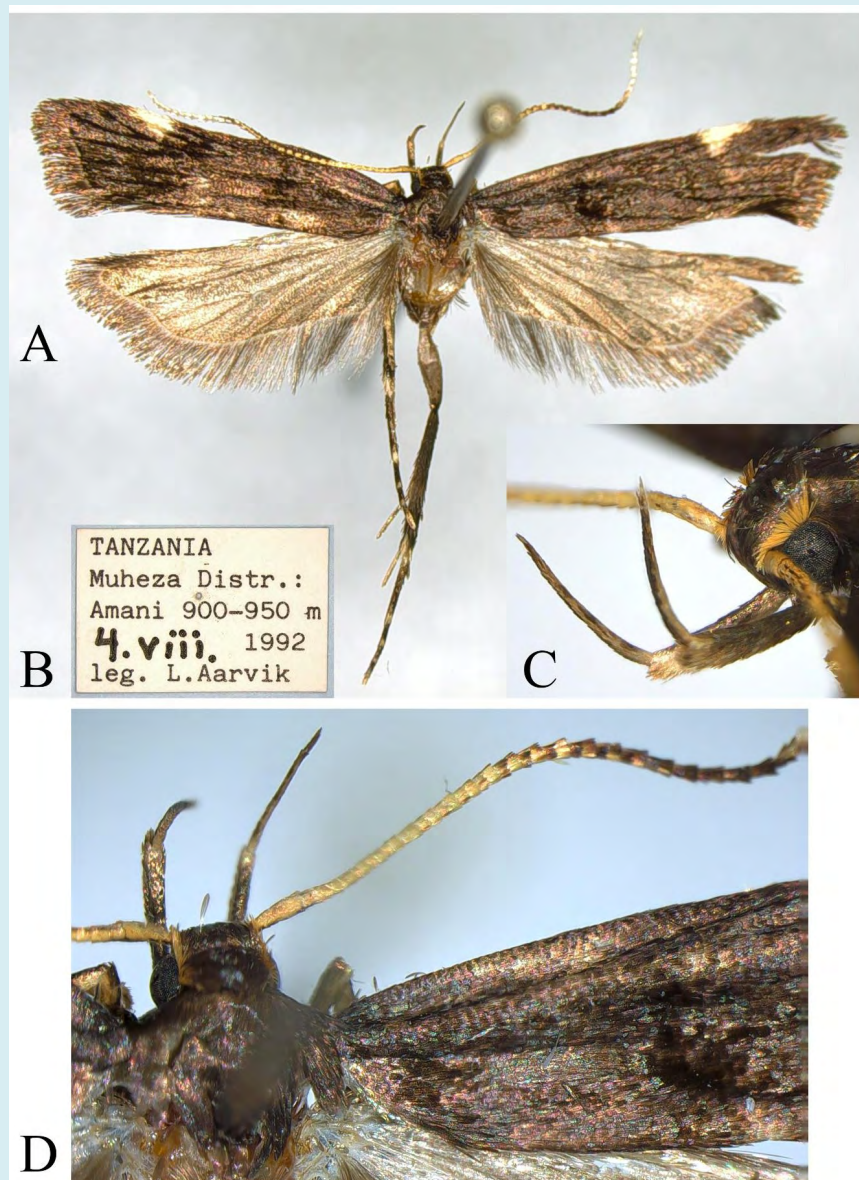 A
TANZANIA
Muheza Distr.:
Amani 900-950 m
4.viii. 1992
leg. L.Aarvik
B
C
D